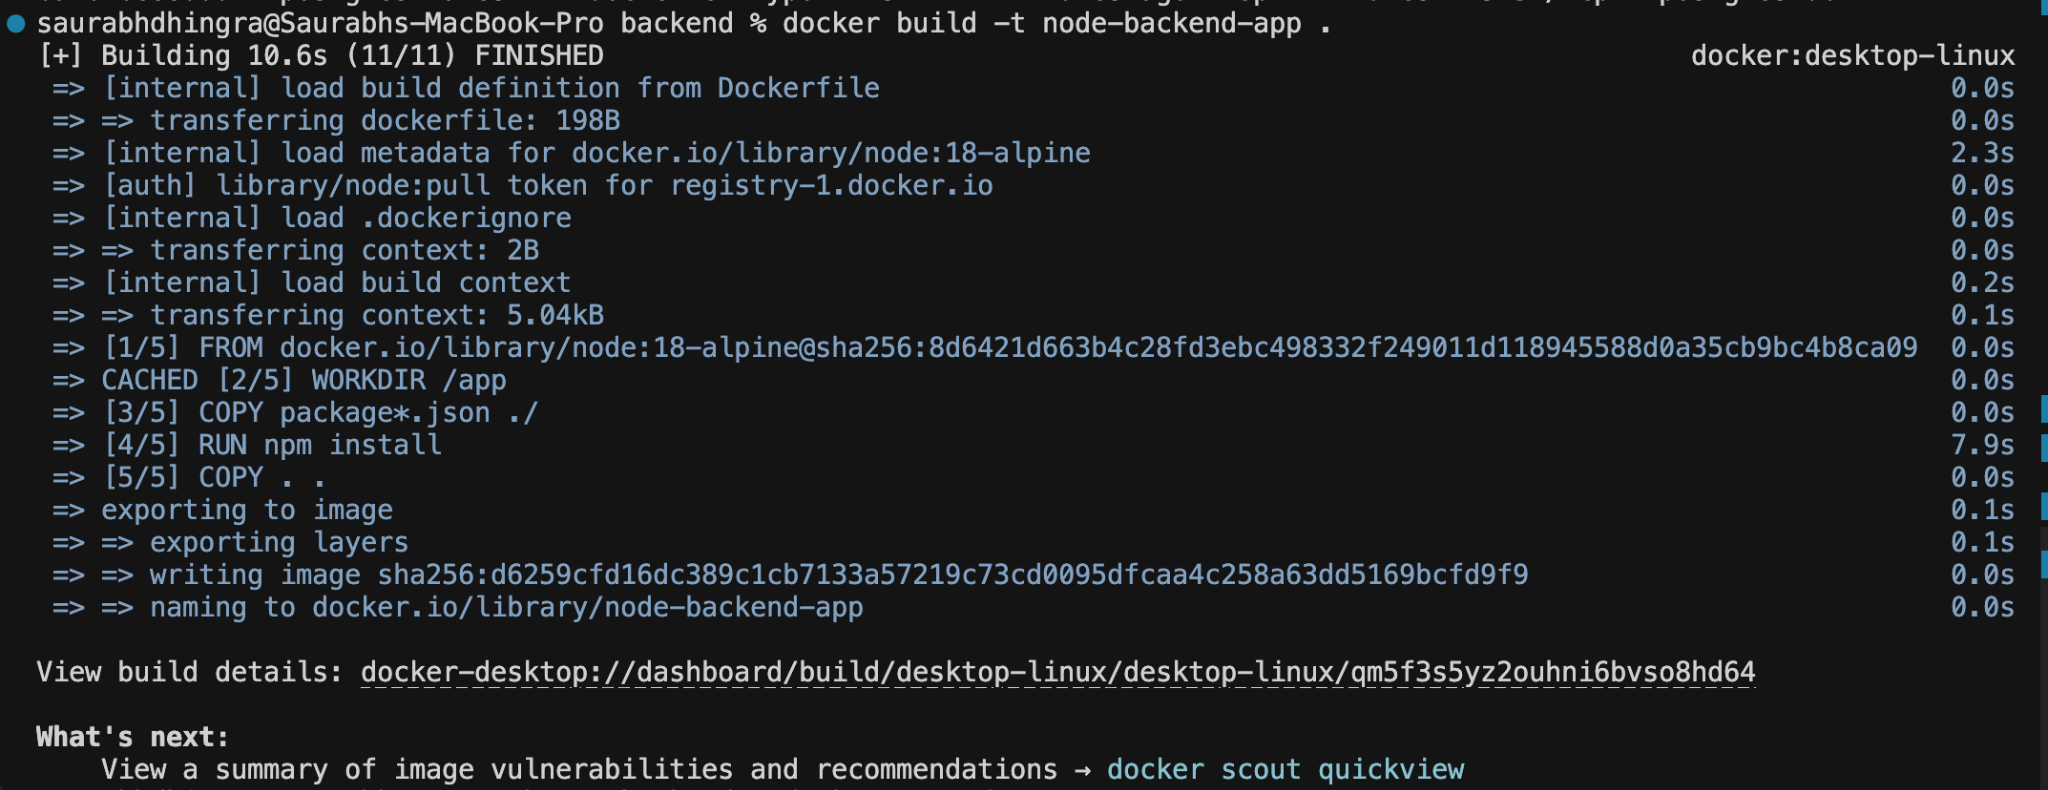 saurabhdhingra@Saurabhs-MacBook-Pro backend % docker build -t node-backend-app .
[+] Building 10.6s (11/11) FINISHED docker:desktop-linux
=> [internal] load build definition from Dockerfile 0.0s
=> => transferring dockerfile: 198B 0.0s
=> [internal] load metadata for docker.io/library/node:18-alpine 2.3s
=> [auth] library/node:pull token for registry-1.docker.io 0.0s
=> [internal] load .dockerignore 0.0s
=> => transferring context: 2B 0.0s
=> [internal] load build context 0.2s
=> => transferring context: 5.04kB 0.1s
=> [1/5] FROM docker.io/library/node:18-alpine@sha256:8d6421d663b4c28fd3ebc498332f249011d118945588d0a35cb9bc4b8ca09 0.0s
=> CACHED [2/5] WORKDIR /app 0.0s
=> [3/5] COPY package*.json ./ 0.0s
=> [4/5] RUN npm install 7.9s
=> [5/5] COPY . . 0.0s
=> exporting to image 0.1s
=> => exporting layers 0.1s
=> => writing image sha256:d6259cfd16dc389c1cb7133a57219c73cd0095dfcaa4c258a63dd5169bcfd9f9 0.0s
=> => naming to docker.io/library/node-backend-app 0.0s
View build details: docker-desktop://dashboard/build/desktop-linux/desktop-linux/qm5f3s5yz2ouhni6bvso8hd64
What's next:
View a summary of image vulnerabilities and recommendations → docker scout quickview